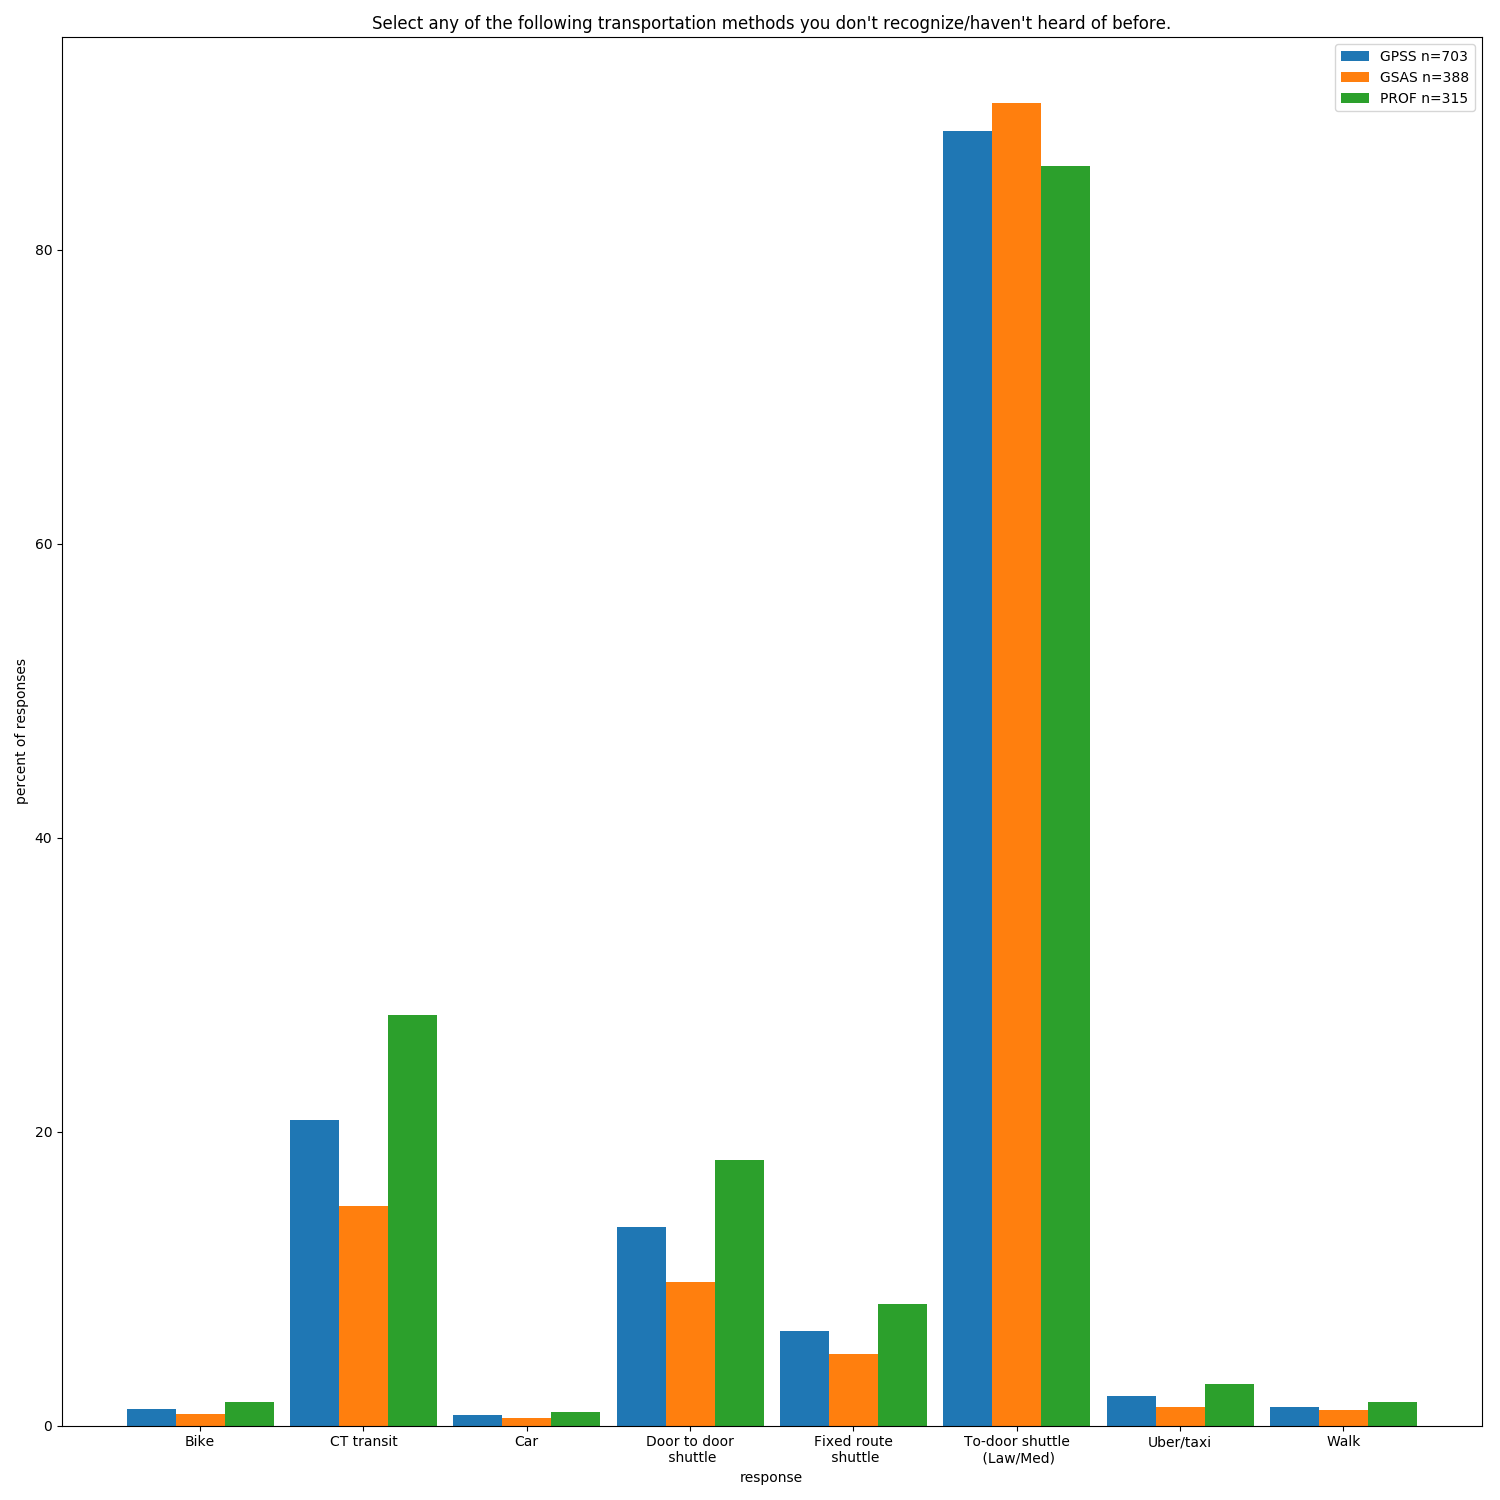 Select any of the following transportation methods you don't recognize/haven't heard of before.
GPSS n=703
GSAS n=388
PROF n=315
percent of responses
80
60
40
20
0
Bike
CT transit
Car
Door to door
shuttle
Fixed route
shuttle
To-door shuttle
(Law/Med)
Uber/taxi
Walk
response